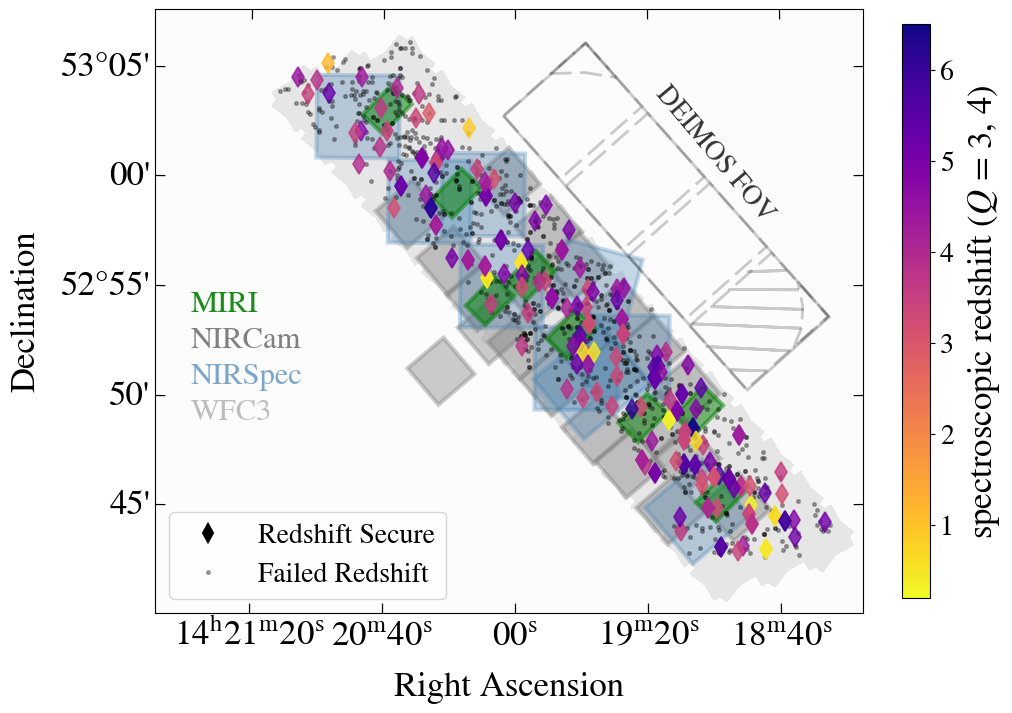 53°05'
00'
52°55'
50'
45'
Declination
MIRI
NIRCam
NIRSpec
WFC3
DEIMOS FOV
Redshift Secure
Failed Redshift
14ʰ21ᵐ20ˢ
20ᵐ40ˢ
00ˢ
19ᵐ20ˢ
18ᵐ40ˢ
Right Ascension
6
5
4
3
2
1
spectroscopic redshift (Q = 3, 4)